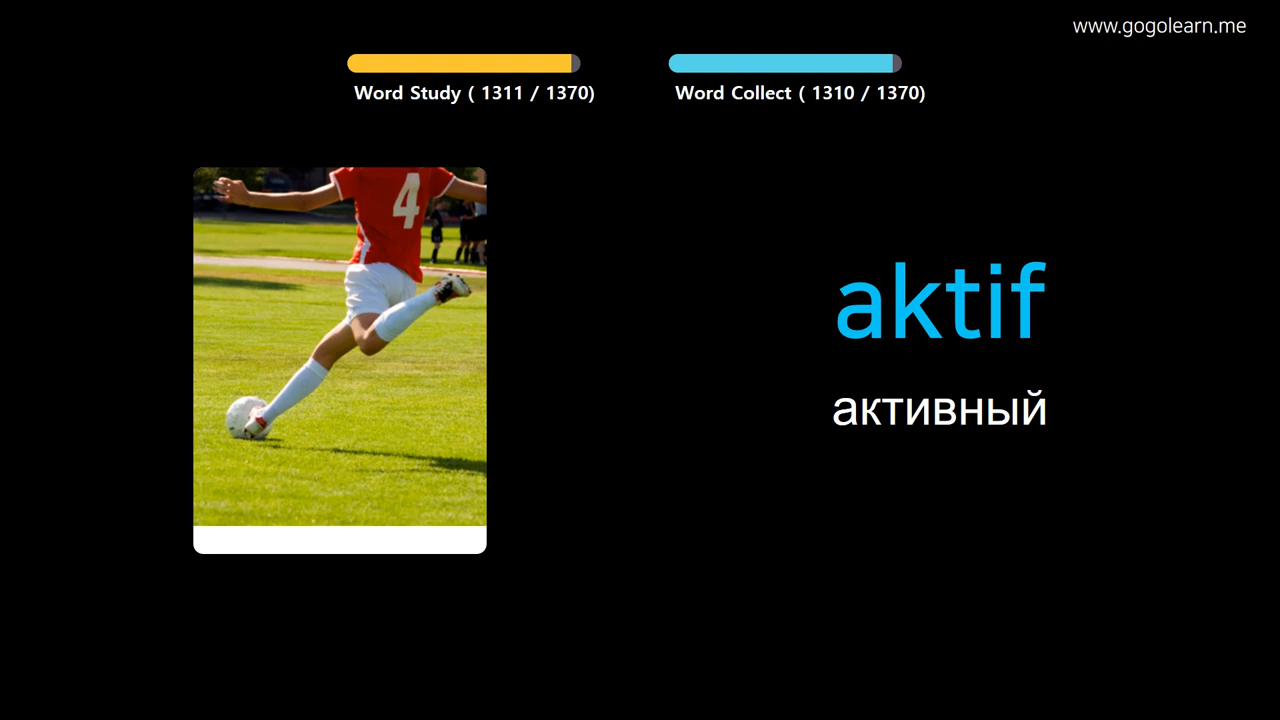 www.gogolearn.me
Word Study ( 1311 / 1370)
Word Collect ( 1310 / 1370)
4
aktif
активный